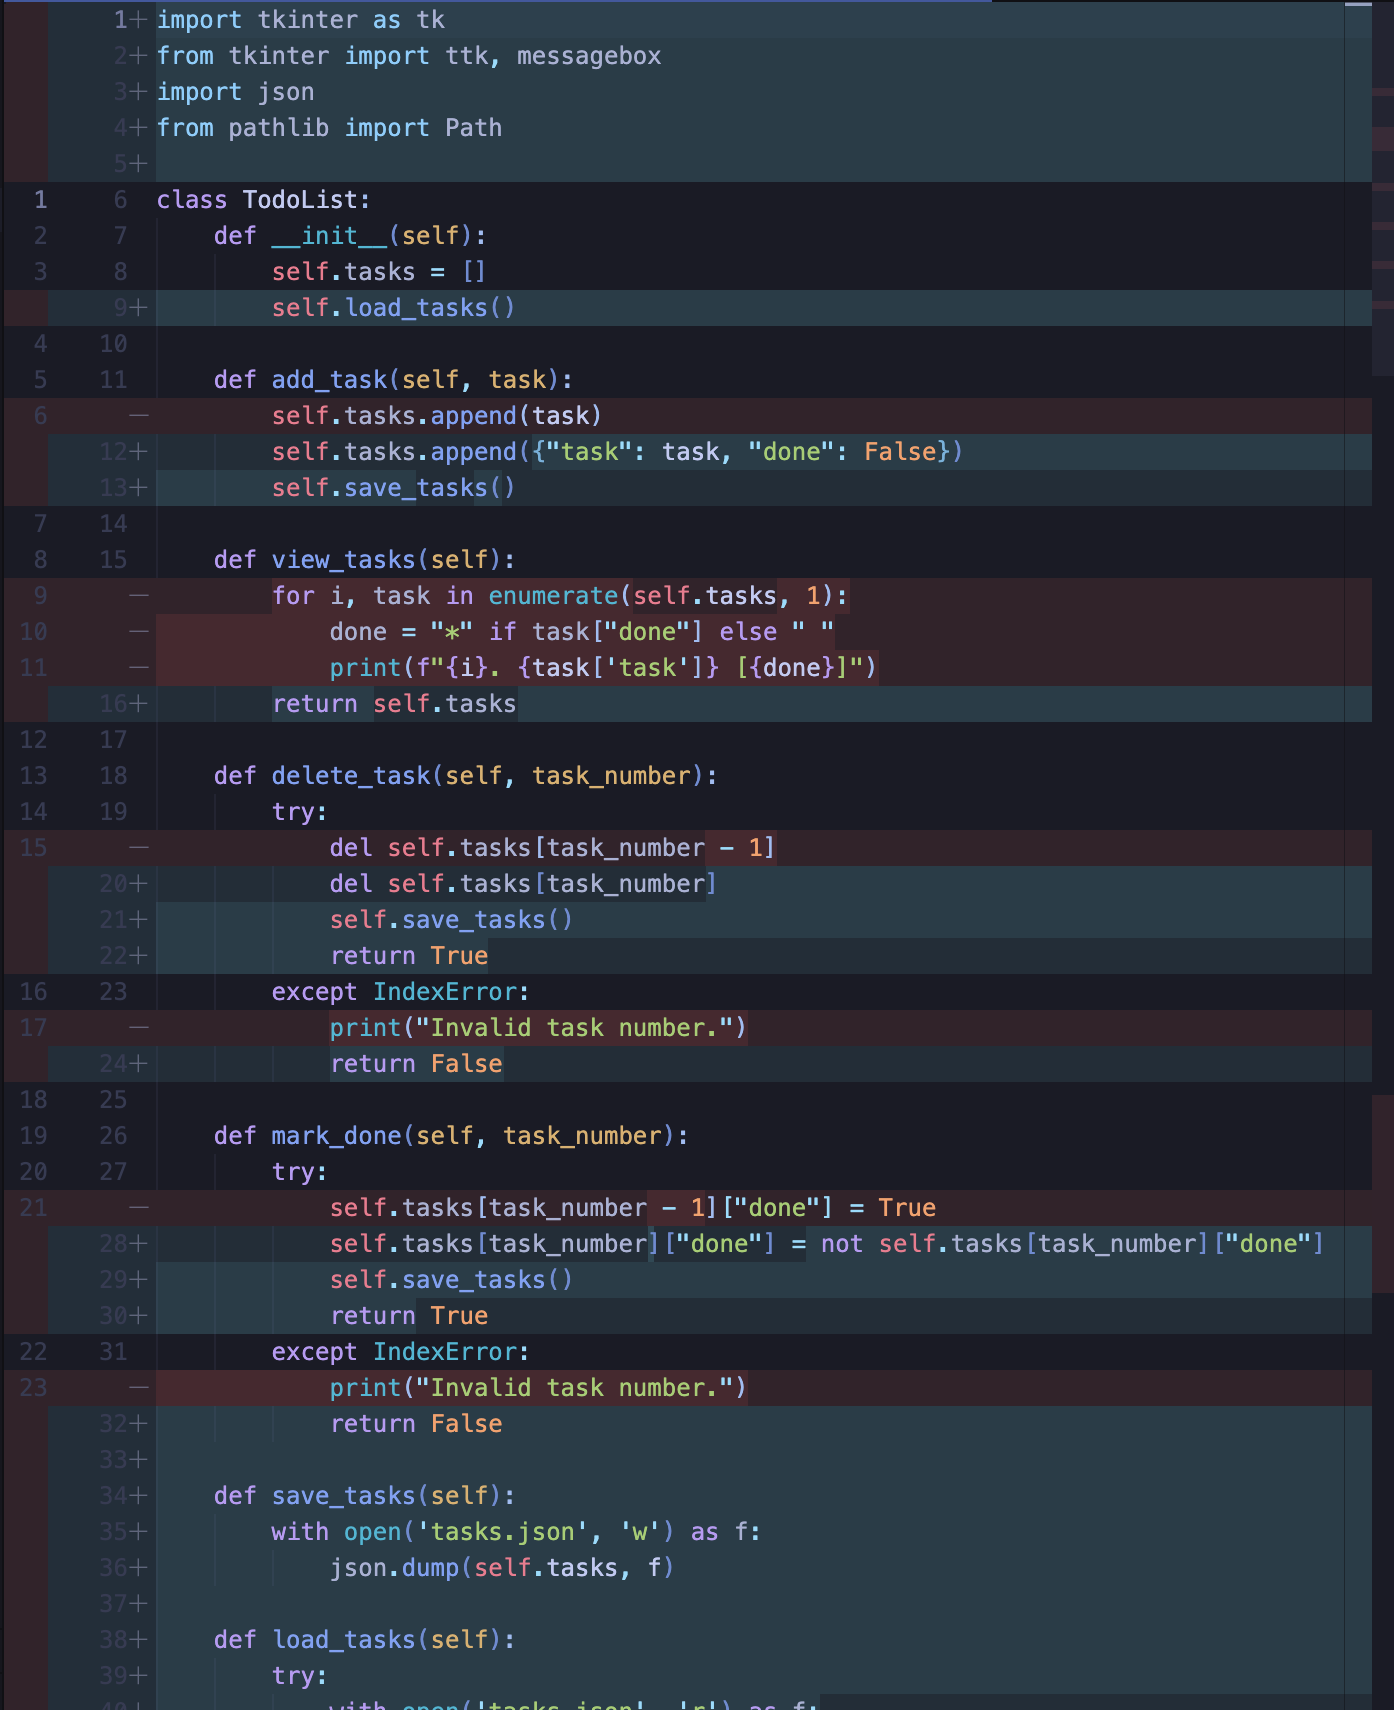 1+ import tkinter as tk
2+ from tkinter import ttk, messagebox
3+ import json
4+ from pathlib import Path
5+
1 6 class TodoList:
2 7 def __init__(self):
3 8 self.tasks = []
9+ self.load_tasks()
4 10
5 11 def add_task(self, task):
6 — self.tasks.append(task)
12+ self.tasks.append({"task": task, "done": False})
13+ self.save_tasks()
7 14
8 15 def view_tasks(self):
9 — for i, task in enumerate(self.tasks, 1):
10 — done = "*" if task["done"] else " "
11 — print(f"{i}. {task['task']} [{done}]")
16+ return self.tasks
12 17
13 18 def delete_task(self, task_number):
14 19 try:
15 — del self.tasks[task_number - 1]
20+ del self.tasks[task_number]
21+ self.save_tasks()
22+ return True
16 23 except IndexError:
17 — print("Invalid task number.")
24+ return False
18 25
19 26 def mark_done(self, task_number):
20 27 try:
21 — self.tasks[task_number - 1]["done"] = True
28+ self.tasks[task_number]["done"] = not self.tasks[task_number]["done"]
29+ self.save_tasks()
30+ return True
22 31 except IndexError:
23 — print("Invalid task number.")
32+ return False
33+
34+ def save_tasks(self):
35+ with open('tasks.json', 'w') as f:
36+ json.dump(self.tasks, f)
37+
38+ def load_tasks(self):
39+ try:
40+ with open('tasks.json', 'r') as f: